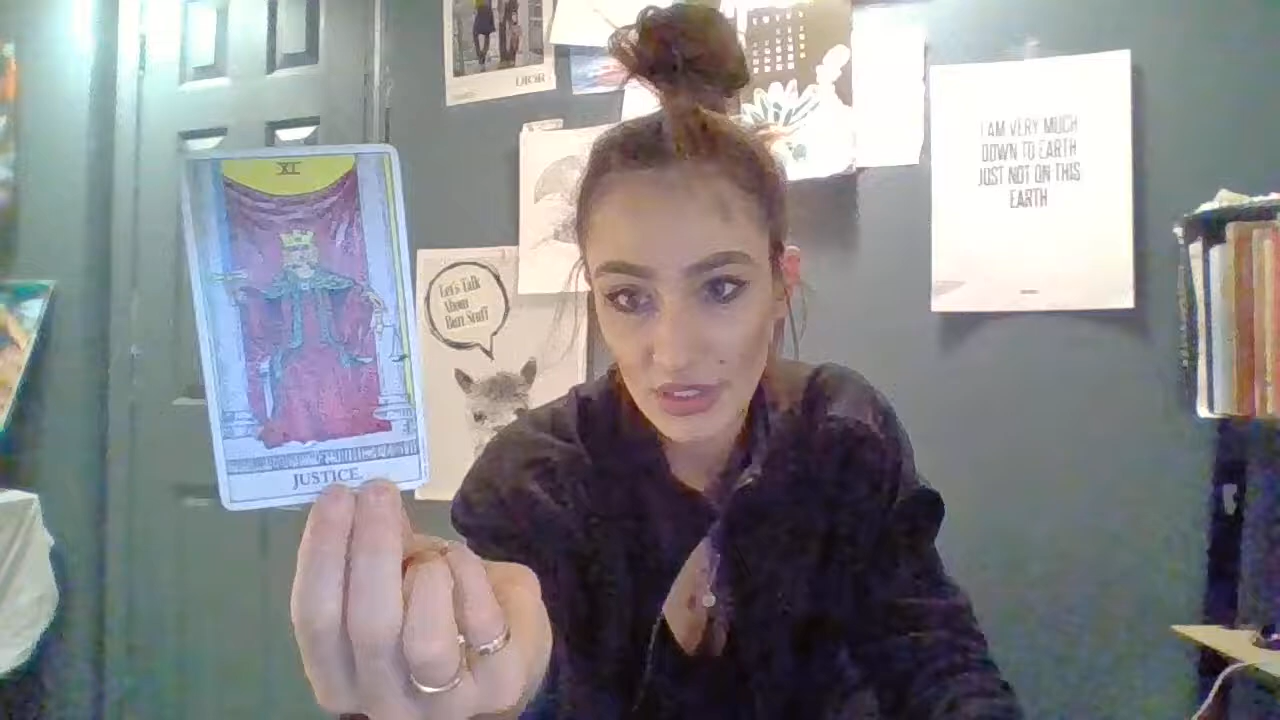 DIOR
XI
JUSTICE.
Let's Talk
About
Butt Stuff
I AM VERY MUCH
DOWN TO EARTH
JUST NOT ON THIS
EARTH